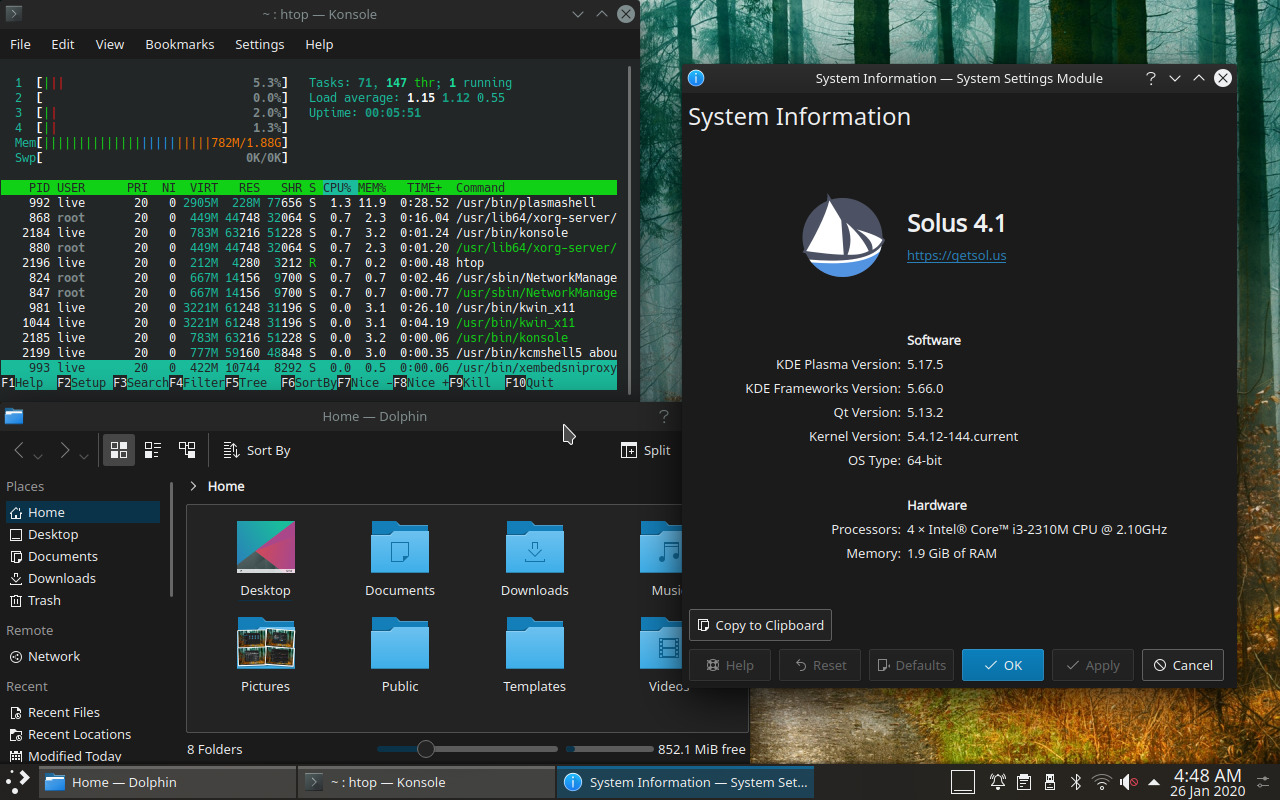 ~ : htop — Konsole
File Edit View Bookmarks Settings Help
1 [||| 5.3%] Tasks: 71, 147 thr; 1 running
2 [ 0.0%] Load average: 1.15 1.12 0.55
3 [|| 2.0%] Uptime: 00:05:51
4 [|| 1.3%]
Mem[||||||||||||||||||||||||782M/1.88G]
Swp[ 0K/0K]
PID USER PRI NI VIRT RES SHR S CPU% MEM% TIME+ Command
992 live 20 0 2905M 228M 77656 S 1.3 11.9 0:28.52 /usr/bin/plasmashell
868 root 20 0 449M 44748 32064 S 0.7 2.3 0:16.04 /usr/lib64/xorg-server/
2184 live 20 0 783M 63216 51228 S 0.7 3.2 0:01.24 /usr/bin/konsole
880 root 20 0 449M 44748 32064 S 0.7 2.3 0:01.20 /usr/lib64/xorg-server/
2196 live 20 0 212M 4280 3212 R 0.7 0.2 0:00.48 htop
824 root 20 0 667M 14156 9700 S 0.7 0.7 0:02.46 /usr/sbin/NetworkManage
847 root 20 0 667M 14156 9700 S 0.7 0.7 0:00.77 /usr/sbin/NetworkManage
981 live 20 0 3221M 61248 31196 S 0.0 3.1 0:26.10 /usr/bin/kwin_x11
1044 live 20 0 3221M 61248 31196 S 0.0 3.1 0:04.19 /usr/bin/kwin_x11
2185 live 20 0 783M 63216 51228 S 0.0 3.2 0:00.06 /usr/bin/konsole
2199 live 20 0 777M 59160 48848 S 0.0 3.0 0:00.35 /usr/bin/kcmshell5 abou
993 live 20 0 422M 10744 8292 S 0.0 0.5 0:00.06 /usr/bin/xembedsniproxy
F1Help F2Setup F3SearchF4FilterF5Tree F6SortByF7Nice -F8Nice +F9Kill F10Quit
Home — Dolphin ?
Sort By Split
Places
Home
Desktop
Documents
Downloads
Trash
Remote
Network
Recent
Recent Files
Recent Locations
Modified Today
> Home
Desktop Documents Downloads Musi
Pictures Public Templates Videos
8 Folders 852.1 MiB free
System Information — System Settings Module ?
System Information
Solus 4.1
https://getsol.us
Software
KDE Plasma Version: 5.17.5
KDE Frameworks Version: 5.66.0
Qt Version: 5.13.2
Kernel Version: 5.4.12-144.current
OS Type: 64-bit
Hardware
Processors: 4 × Intel® Core™ i3-2310M CPU @ 2.10GHz
Memory: 1.9 GiB of RAM
Copy to Clipboard
Help Reset Defaults OK Apply Cancel
Home — Dolphin ~ : htop — Konsole System Information — System Set... 4:48 AM
26 Jan 2020